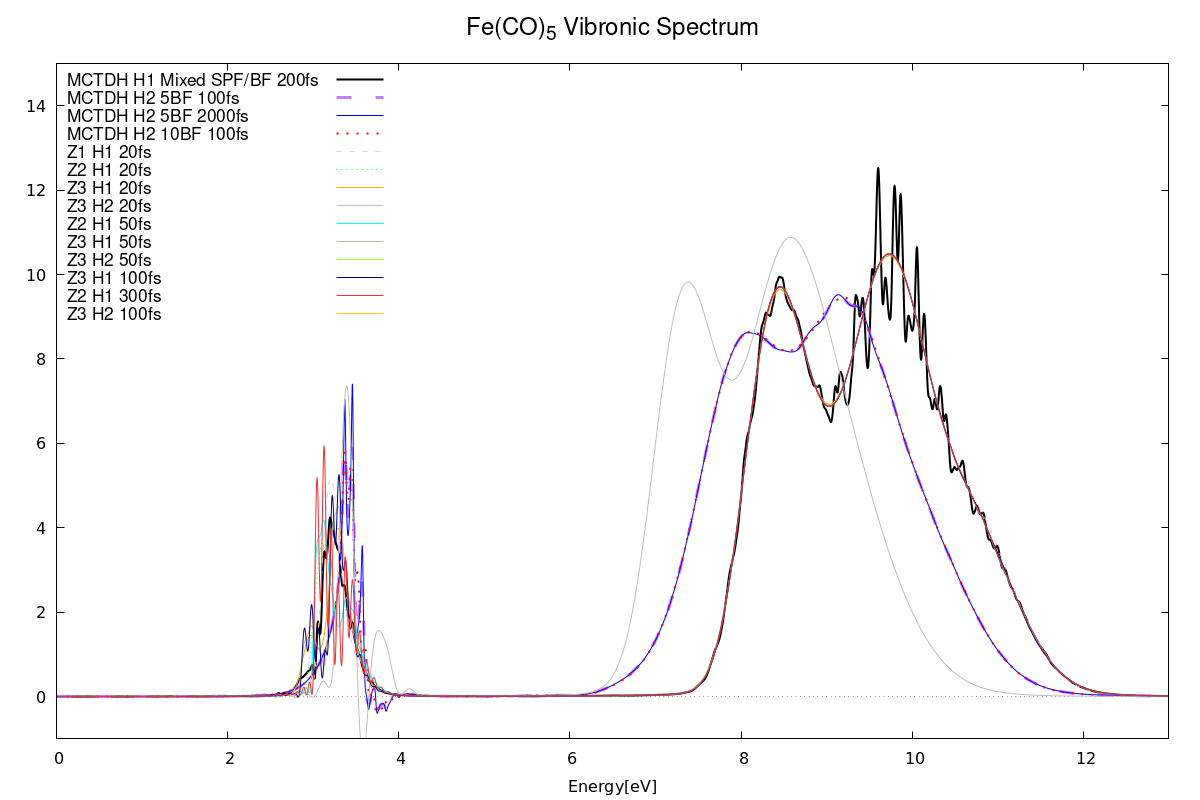 Fe(CO)5 Vibronic Spectrum
MCTDH H1 Mixed SPF/BF 200fs
MCTDH H2 5BF 100fs
MCTDH H2 5BF 2000fs
MCTDH H2 10BF 100fs
Z1 H1 20fs
Z2 H1 20fs
Z3 H1 20fs
Z3 H2 20fs
Z2 H1 50fs
Z3 H1 50fs
Z3 H2 50fs
Z3 H1 100fs
Z2 H1 300fs
Z3 H2 100fs
14
12
10
8
6
4
2
0
0 2 4 6 8 10 12
Energy[eV]